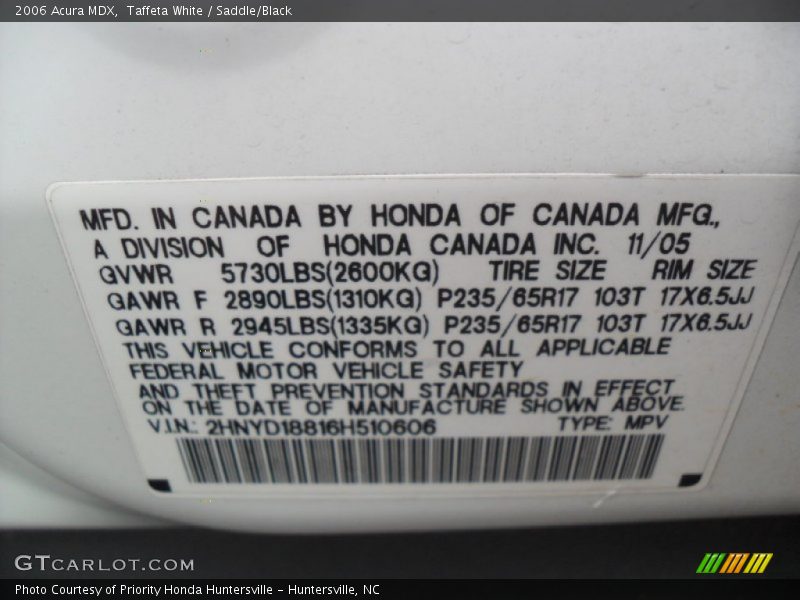 2006 Acura MDX,  Taffeta White / Saddle/Black
MFD. IN CANADA BY HONDA OF CANADA MFG.,
A DIVISION OF HONDA CANADA INC. 11/05
GVWR 5730LBS(2600KG) TIRE SIZE RIM SIZE
GAWR F 2890LBS(1310KG) P235/65R17 103T 17X6.5JJ
GAWR R 2945LBS(1335KG) P235/65R17 103T 17X6.5JJ
THIS VEHICLE CONFORMS TO ALL APPLICABLE
FEDERAL MOTOR VEHICLE SAFETY
AND THEFT PREVENTION STANDARDS IN EFFECT
ON THE DATE OF MANUFACTURE SHOWN ABOVE.
V.I.N.: 2HNYD18816H510606 TYPE: MPV
GTCARLOT.COM
Photo Courtesy of Priority Honda Huntersville – Huntersville, NC